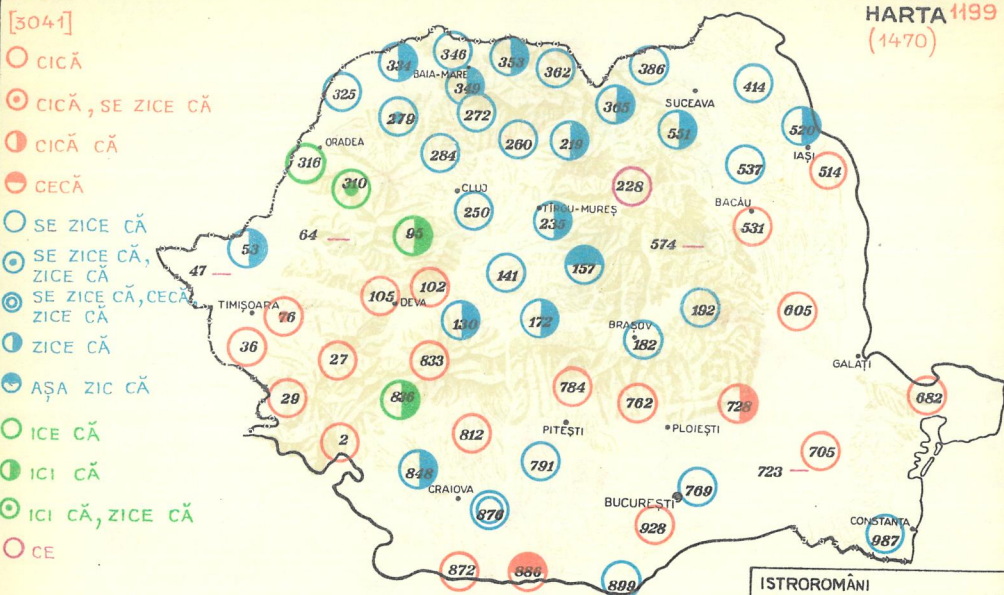 [3041]
CICĂ
CICĂ, SE ZICE CĂ
CICĂ CĂ
CECĂ
SE ZICE CĂ
SE ZICE CĂ,
ZICE CĂ
SE ZICE CĂ, CECĂ,
ZICE CĂ
ZICE CĂ
AȘA ZIC CĂ
ICE CĂ
ICI CĂ
ICI CĂ, ZICE CĂ
CE
HARTA 1199
(1470)
334
346
353
362
386
414
BAIA-MARE
325
349
365
SUCEAVA
279
272
551
520
ORADEA
284
260
219
IAȘI
316
537
514
310
CLUJ
228
250
TÎRGU-MUREȘ
BACĂU
235
531
64
95
574
53
47
141
157
TIMIȘOARA
105
DEVA
102
192
605
76
130
172
BRAȘOV
182
36
27
833
GALAȚI
29
836
784
762
728
682
2
812
PITEȘTI
PLOIEȘTI
848
791
723
705
CRAIOVA
876
BUCUREȘTI
769
928
CONSTANȚA
987
872
886
899
ISTROROMÂNI